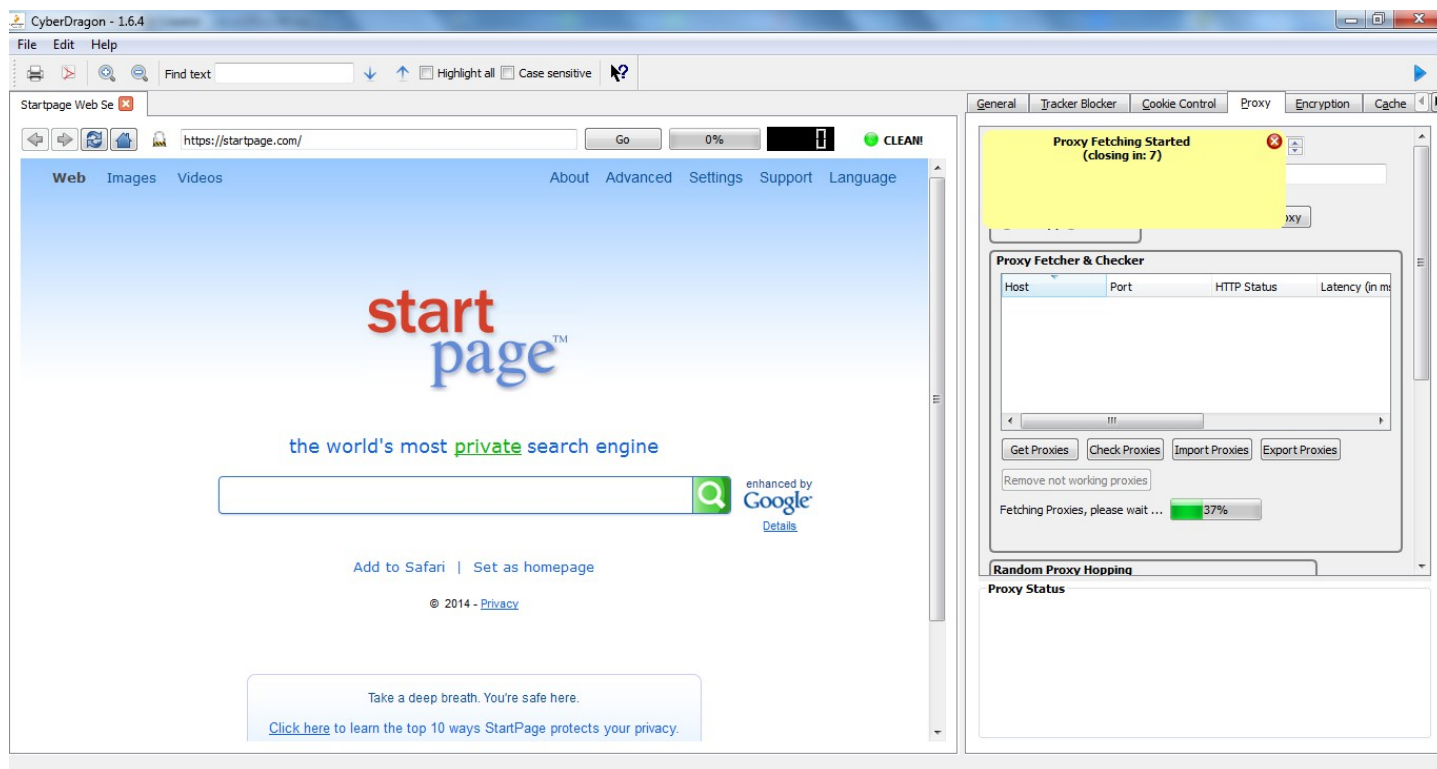 CyberDragon - 1.6.4
File Edit Help
Find text Highlight all Case sensitive
Startpage Web Se
https://startpage.com/ Go 0% 0 CLEAN!
Web Images Videos About Advanced Settings Support Language
start
page™
the world's most private search engine
enhanced by
Google
Details
Add to Safari | Set as homepage
© 2014 - Privacy
Take a deep breath. You're safe here.
Click here to learn the top 10 ways StartPage protects your privacy.
General Tracker Blocker Cookie Control Proxy Encryption Cache
Proxy Fetching Started
(closing in: 7)
Proxy Fetcher & Checker
Host Port HTTP Status Latency (in ms
Get Proxies Check Proxies Import Proxies Export Proxies
Remove not working proxies
Fetching Proxies, please wait ... 37%
Random Proxy Hopping
Proxy Status